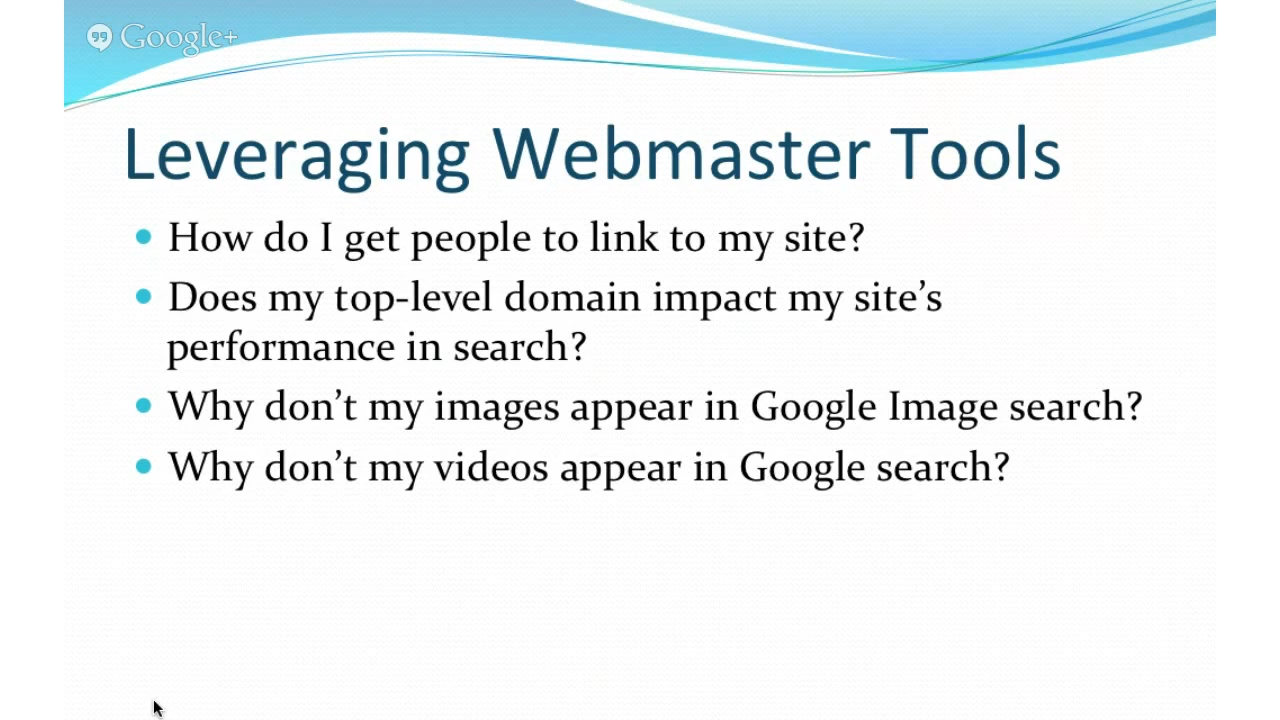 Google+
Leveraging Webmaster Tools
How do I get people to link to my site?
Does my top-level domain impact my site’s
performance in search?
Why don’t my images appear in Google Image search?
Why don’t my videos appear in Google search?